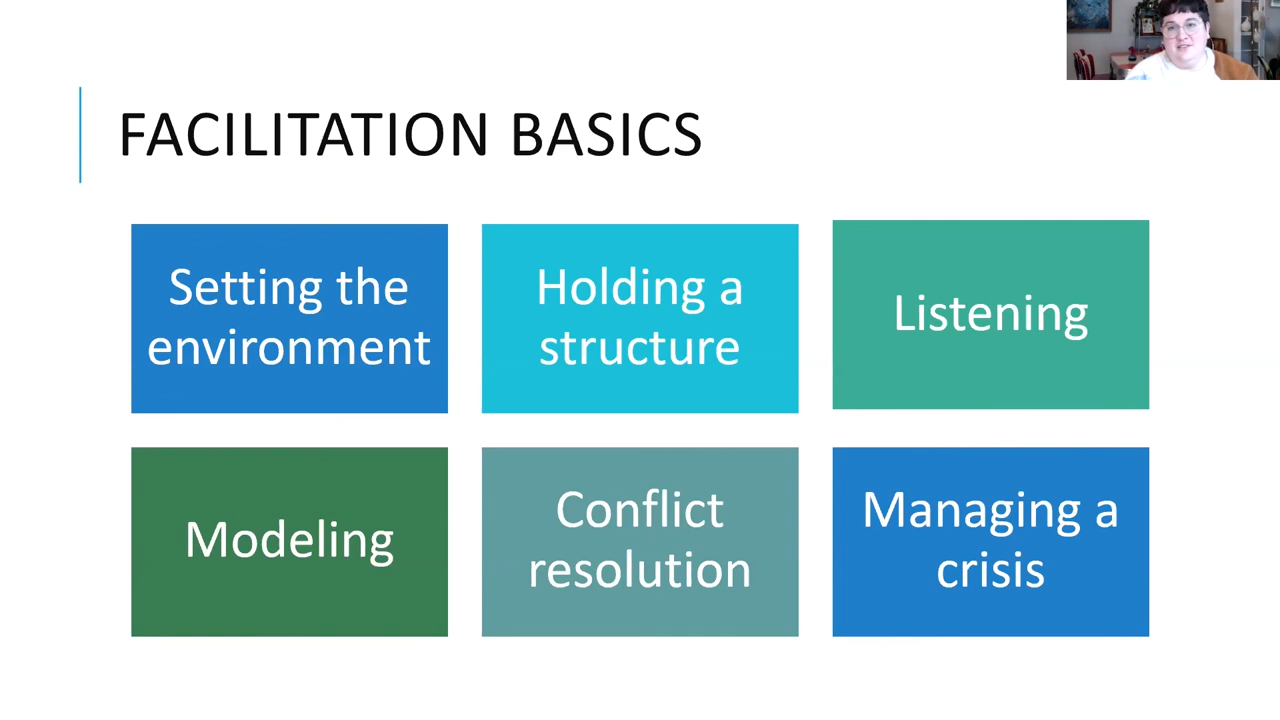 FACILITATION BASICS
Setting the
environment
Holding a
structure
Listening
Modeling
Conflict
resolution
Managing a
crisis